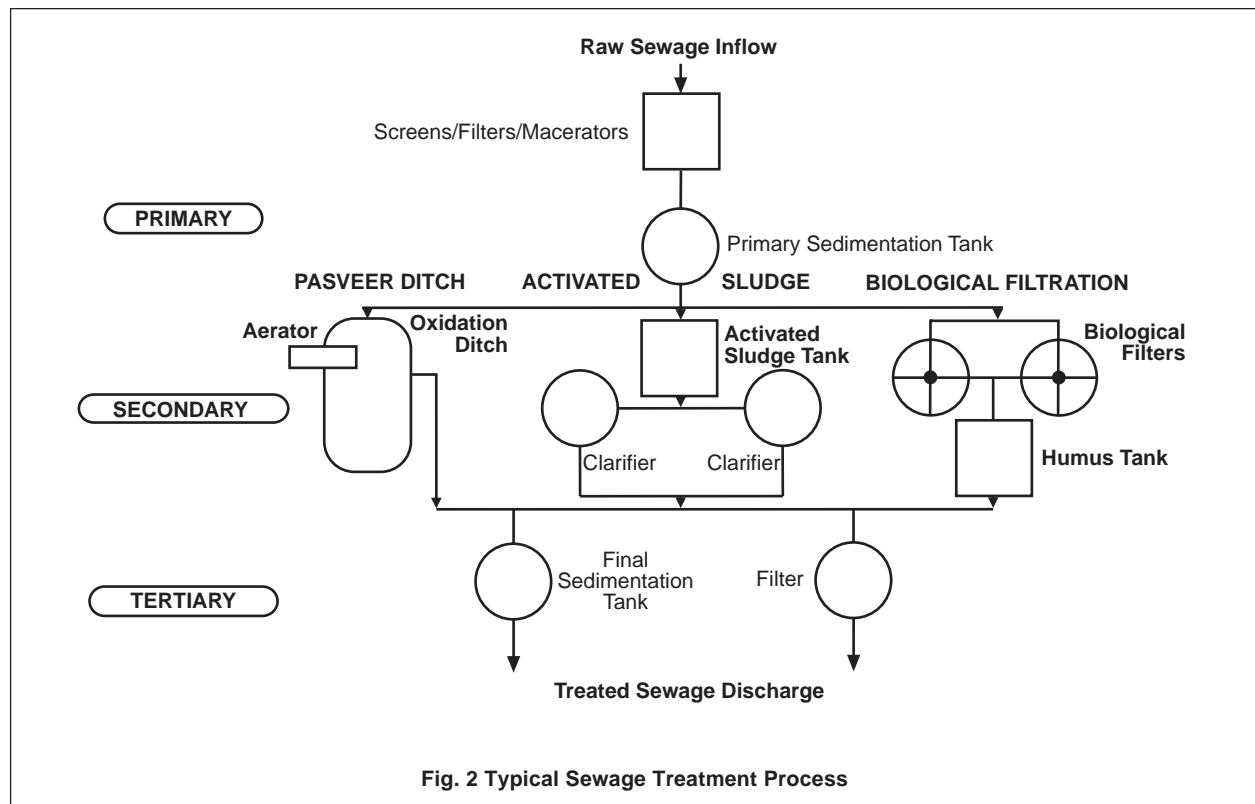 Raw Sewage Inflow
Screens/Filters/Macerators
PRIMARY
Primary Sedimentation Tank
PASVEER DITCH
ACTIVATED SLUDGE
BIOLOGICAL FILTRATION
Aerator
Oxidation
Ditch
Activated
Sludge Tank
Biological
Filters
SECONDARY
Clarifier
Clarifier
Humus Tank
Final
Sedimentation
Tank
Filter
TERTIARY
Treated Sewage Discharge
Fig. 2 Typical Sewage Treatment Process